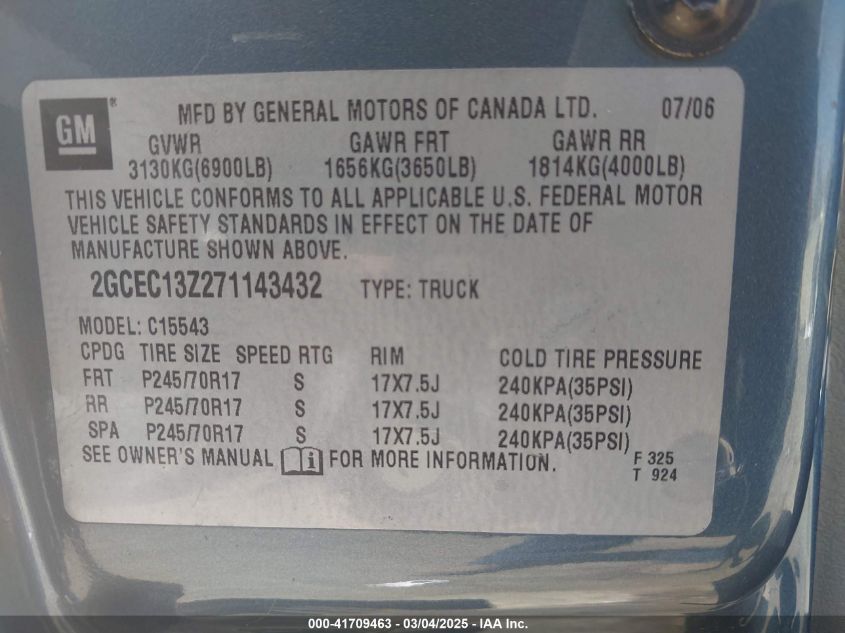 GM® MFD BY GENERAL MOTORS OF CANADA LTD. 07/06
GVWR GAWR FRT GAWR RR
3130KG(6900LB) 1656KG(3650LB) 1814KG(4000LB)
THIS VEHICLE CONFORMS TO ALL APPLICABLE U.S. FEDERAL MOTOR
VEHICLE SAFETY STANDARDS IN EFFECT ON THE DATE OF
MANUFACTURE SHOWN ABOVE.
2GCEC13Z271143432 TYPE: TRUCK
MODEL: C15543
CPDG TIRE SIZE SPEED RTG RIM COLD TIRE PRESSURE
FRT P245/70R17 S 17X7.5J 240KPA(35PSI)
RR P245/70R17 S 17X7.5J 240KPA(35PSI)
SPA P245/70R17 S 17X7.5J 240KPA(35PSI)
SEE OWNER'S MANUAL i FOR MORE INFORMATION. F 325
T 924
000-41709463 - 03/04/2025 - IAA Inc.